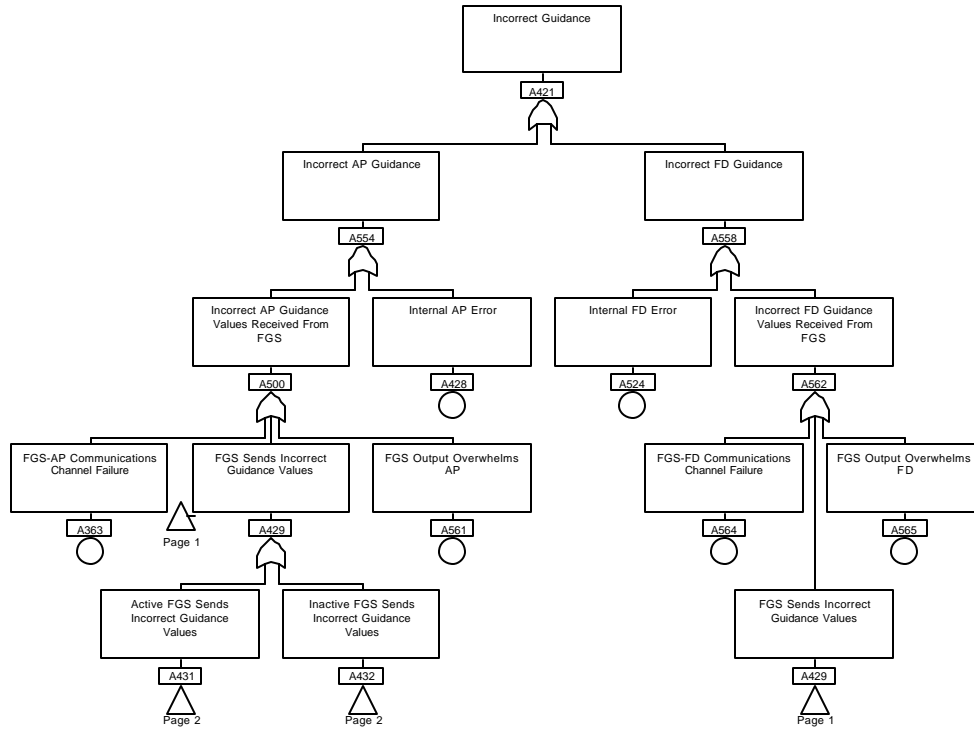 Incorrect Guidance
A421
Incorrect AP Guidance
Incorrect FD Guidance
A554
A558
Incorrect AP Guidance
Values Received From
FGS
Internal AP Error
Internal FD Error
Incorrect FD Guidance
Values Received From
FGS
A500
A428
A524
A562
FGS-AP Communications
Channel Failure
FGS Sends Incorrect
Guidance Values
FGS Output Overwhelms
AP
FGS-FD Communications
Channel Failure
FGS Output Overwhelms
FD
A363
Page 1
A429
A561
A564
A565
Active FGS Sends
Incorrect Guidance
Values
Inactive FGS Sends
Incorrect Guidance
Values
FGS Sends Incorrect
Guidance Values
A431
A432
A429
Page 2
Page 2
Page 1